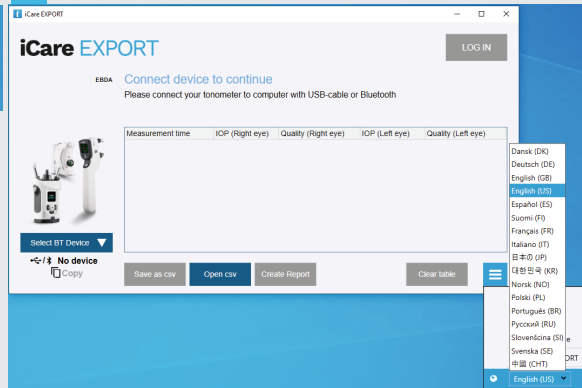 iCare EXPORT
iCare EXPORT
LOG IN
EBDA
Connect device to continue
Please connect your tonometer to computer with USB-cable or Bluetooth
Measurement time IOP (Right eye) Quality (Right eye) IOP (Left eye) Quality (Left eye)
Select BT Device
No device
Copy
Save as csv Open csv Create Report Clear table
Dansk (DK)
Deutsch (DE)
English (GB)
English (US)
Español (ES)
Suomi (FI)
Français (FR)
Italiano (IT)
日本の (JP)
대한민국 (KR)
Norsk (NO)
Polski (PL)
Português (BR)
Русский (RU)
Slovenščina (SI)
Svenska (SE)
中國 (CHT)
English (US)